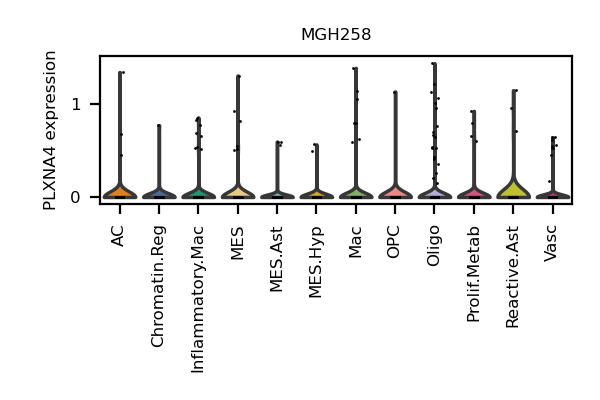 MGH258
PLXNA4 expression
1
0
AC
Chromatin.Reg
Inflammatory.Mac
MES
MES.Ast
MES.Hyp
Mac
OPC
Oligo
Prolif.Metab
Reactive.Ast
Vasc